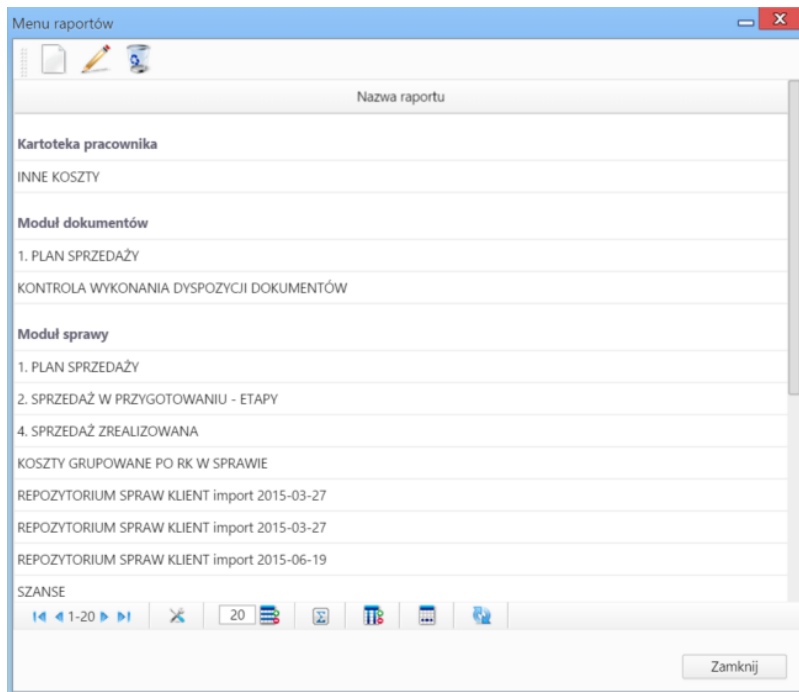 Menu raportów
Nazwa raportu
Kartoteka pracownika
INNE KOSZTY
Moduł dokumentów
1. PLAN SPRZEDAŻY
KONTROLA WYKONANIA DYSPOZYCJI DOKUMENTÓW
Moduł sprawy
1. PLAN SPRZEDAŻY
2. SPRZEDAŻ W PRZYGOTOWANIU - ETAPY
4. SPRZEDAŻ ZREALIZOWANA
KOSZTY GRUPOWANE PO RK W SPRAWIE
REPOZYTORIUM SPRAW KLIENT import 2015-03-27
REPOZYTORIUM SPRAW KLIENT import 2015-03-27
REPOZYTORIUM SPRAW KLIENT import 2015-06-19
SZANSE
1-20 20
Zamknij